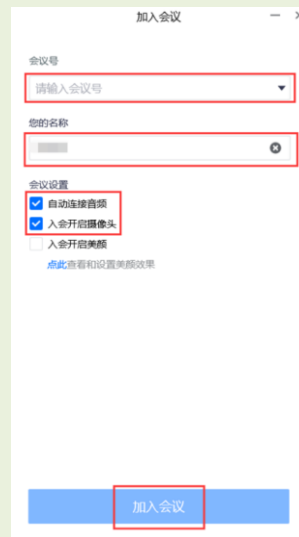 加入会议
会议号
请输入会议号
您的名称
会议设置
自动连接音频
入会开启摄像头
入会开启美颜
点此查看和设置美颜效果
加入会议